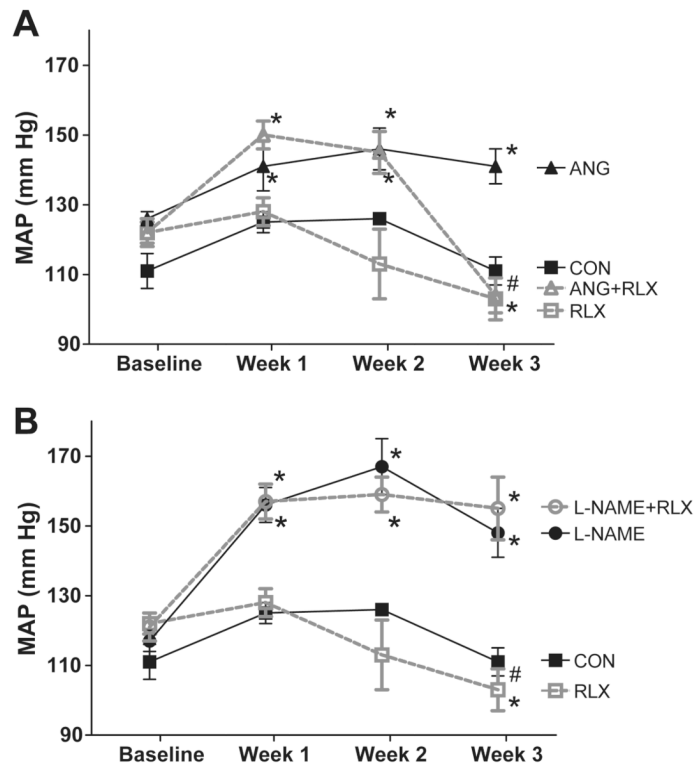 A
MAP (mm Hg)
170
150
130
110
90
*
*
*
*
*
#
*
ANG
CON
ANG+RLX
RLX
Baseline Week 1 Week 2 Week 3
B
MAP (mm Hg)
170
150
130
110
90
*
*
*
*
*
*
#
*
L-NAME+RLX
L-NAME
CON
RLX
Baseline Week 1 Week 2 Week 3